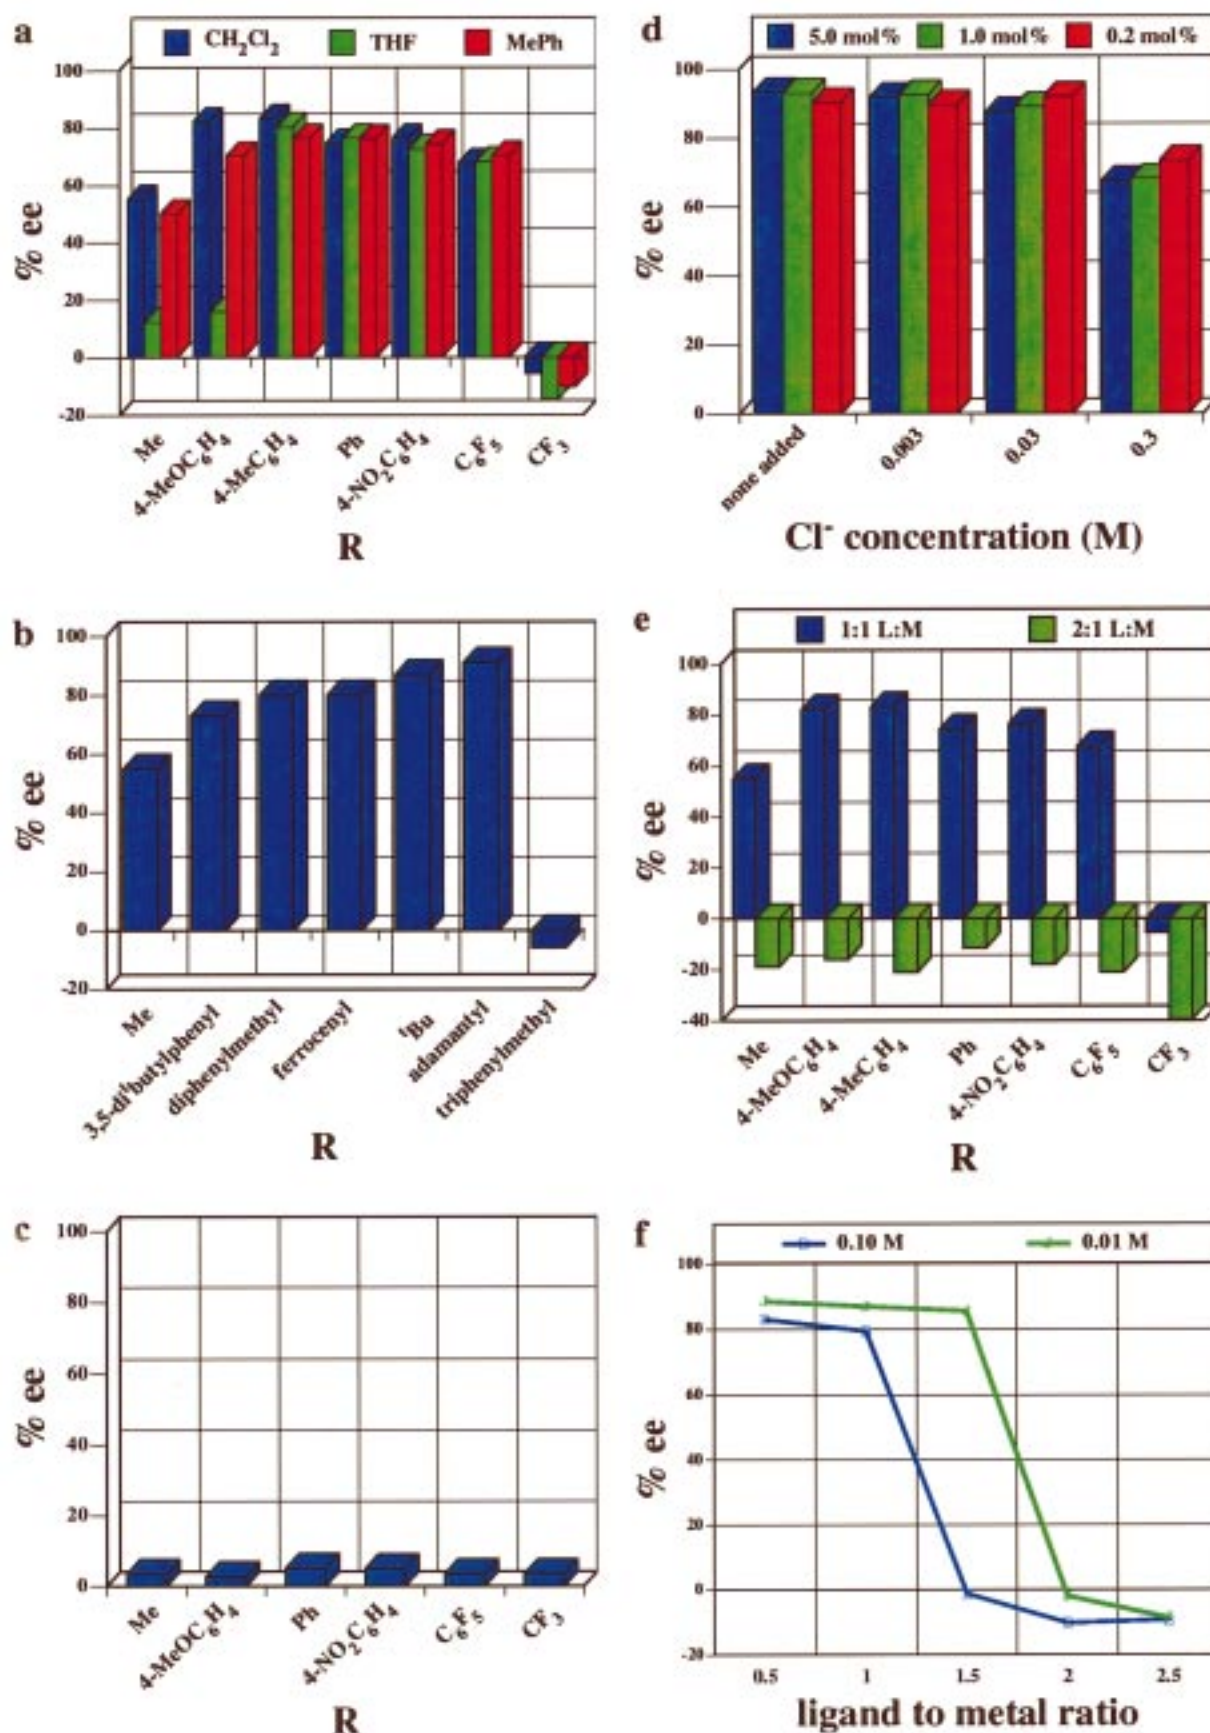 a
CH₂Cl₂ THF MePh
100
80
60
40
20
0
-20
% ee
Me 4-MeOC₆H₄ 4-MeC₆H₄ Ph 4-NO₂C₆H₄ C₆F₅ CF₃
R
b
100
80
60
40
20
0
-20
% ee
Me 3,5-diᵗbutylphenyl diphenylmethyl ferrocenyl ᵗBu adamantyl triphenylmethyl
R
c
100
80
60
40
20
0
% ee
Me 4-MeOC₆H₄ Ph 4-NO₂C₆H₄ C₆F₅ CF₃
R
d
5.0 mol% 1.0 mol% 0.2 mol%
100
80
60
40
20
0
% ee
none added 0.003 0.03 0.3
Cl⁻ concentration (M)
e
1:1 L:M 2:1 L:M
100
80
60
40
20
0
-20
-40
% ee
Me 4-MeOC₆H₄ 4-MeC₆H₄ Ph 4-NO₂C₆H₄ C₆F₅ CF₃
R
f
0.10 M 0.01 M
100
80
60
40
20
0
-20
% ee
0.5 1 1.5 2 2.5
ligand to metal ratio